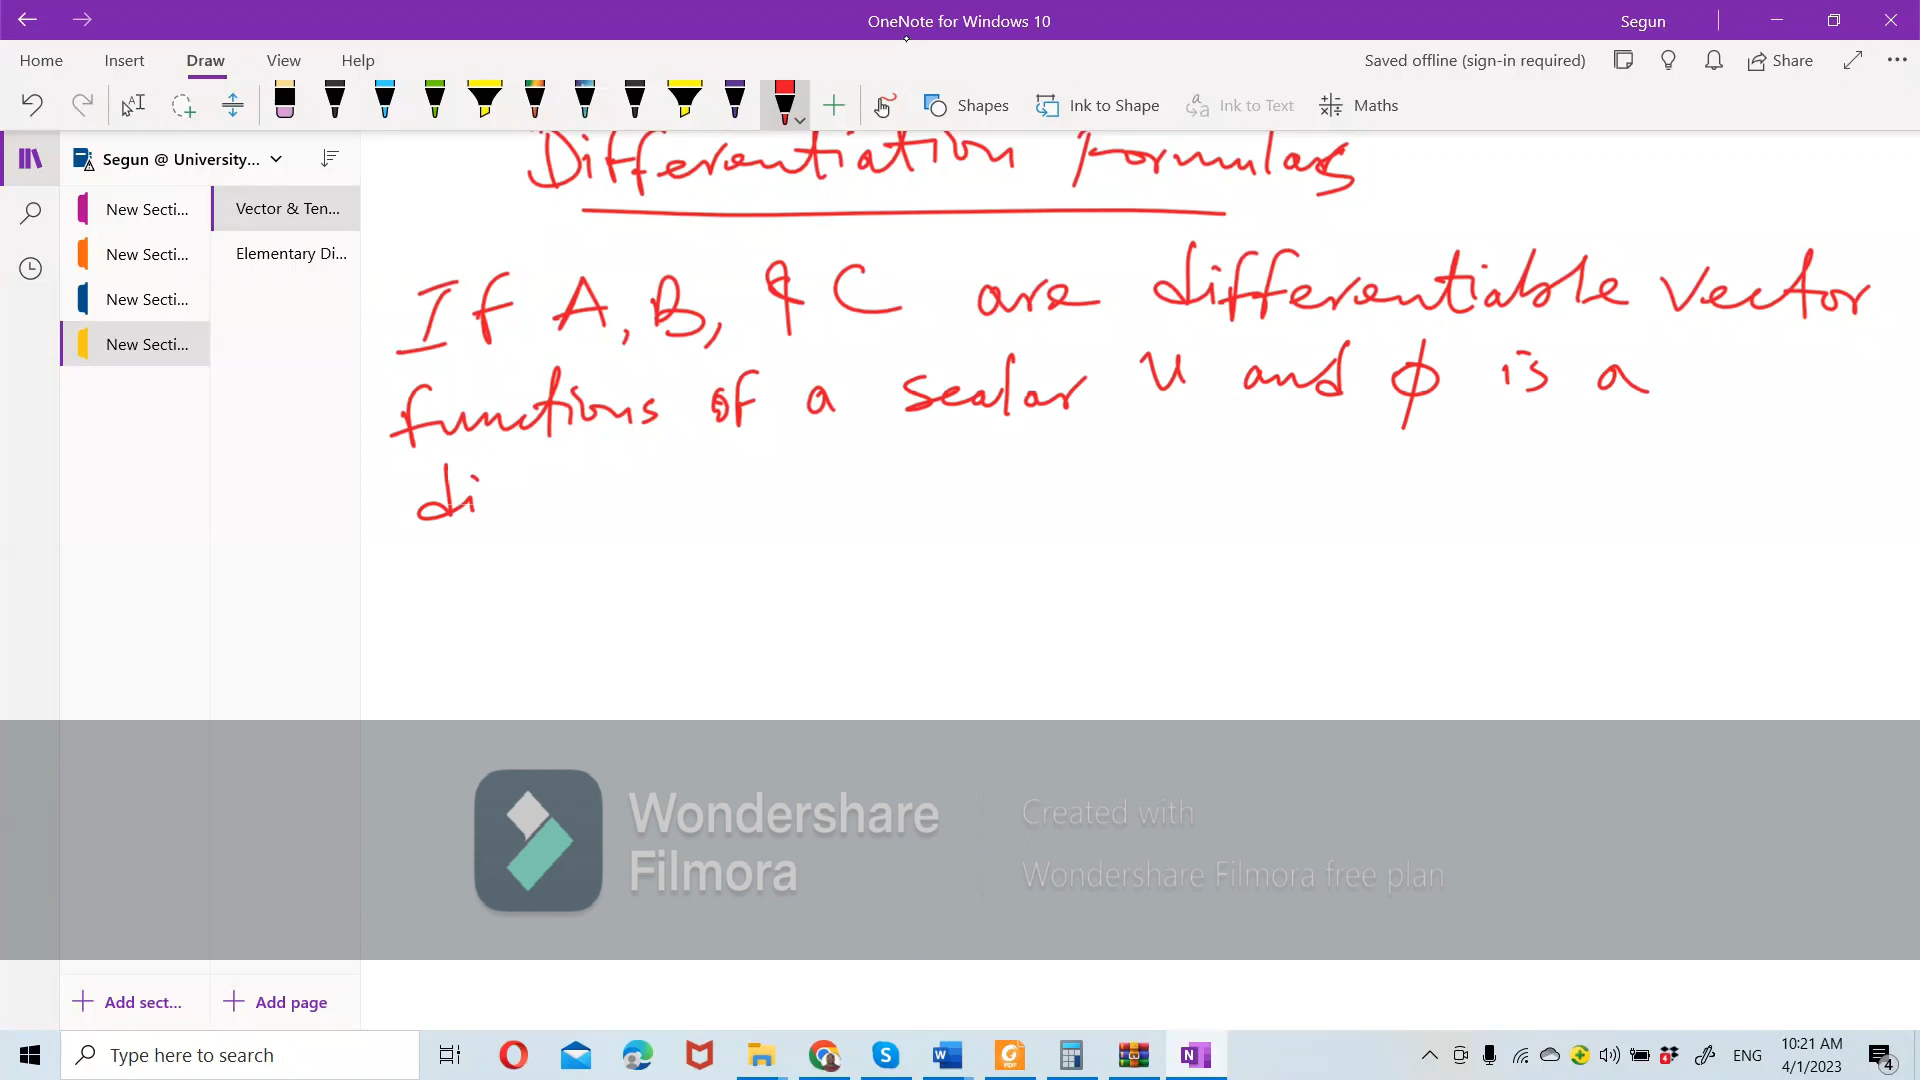 OneNote for Windows 10
Segun
Home Insert Draw View Help
Saved offline (sign-in required) Share
Shapes Ink to Shape Ink to Text Maths
Segun @ University...
New Secti...
New Secti...
New Secti...
New Secti...
Vector & Ten...
Elementary Di...
Differentiation Formulas
If A, B, & C are differentiable vector
functions of a scalar u and ϕ is a
di
Wondershare
Filmora
Created with
Wondershare Filmora free plan
Add sect...
Add page
Type here to search
ENG
10:21 AM
4/1/2023
4